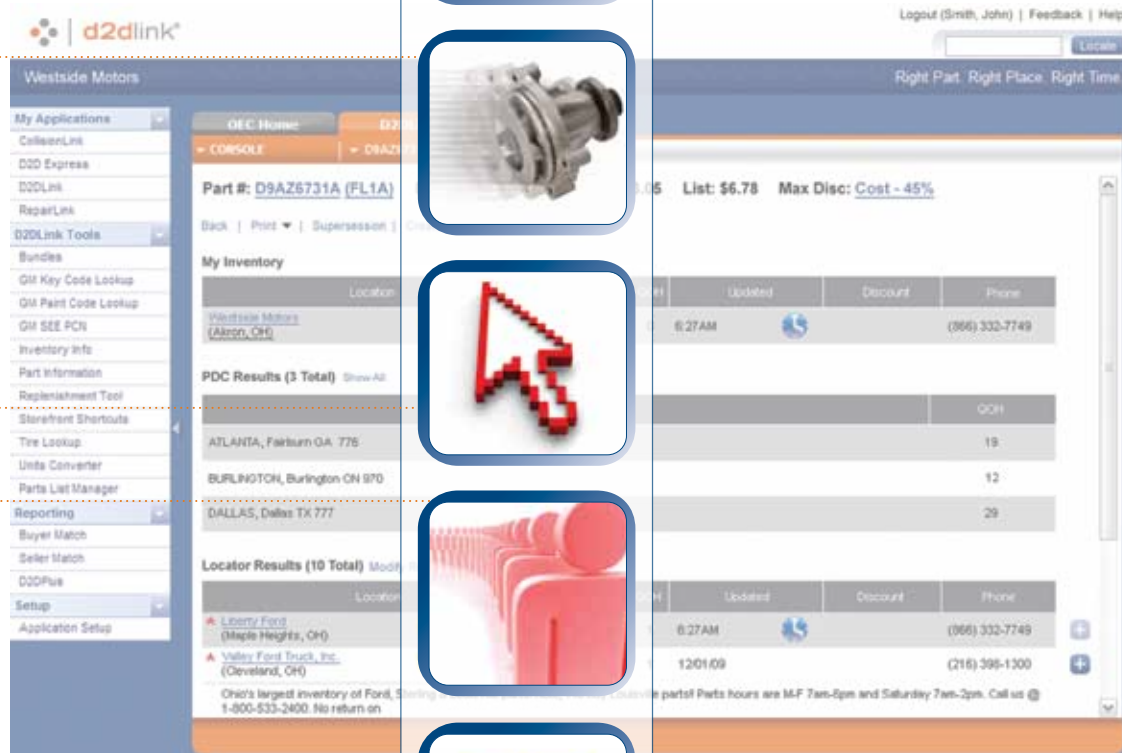 Logout (Smith, John) | Feedback | Help
d2dlink
Locate
Westside Motors
Right Part. Right Place. Right Time.
My Applications
CollisionLink
D2D Express
D2DLink
RepairLink
D2DLink Tools
Bundles
GM Key Code Lookup
GM Paint Code Lookup
GM SEE PCN
Inventory Info
Part Information
Replenishment Tool
Storefront Shortcuts
Tire Lookup
Units Converter
Parts List Manager
Reporting
Buyer Match
Seller Match
D2DPlus
Setup
Application Setup
OEC Home
CONSOLE
Part #: D9AZ6731A (FL1A) List: $6.78 Max Disc: Cost - 45%
Back | Print | Supersession |
My Inventory
Location Updated Discount Phone
Westside Motors
(Akron, OH) 6:27AM (866) 332-7749
PDC Results (3 Total) Show All
QOH
ATLANTA, Fairburn GA 776 19
BURLINGTON, Burlington ON 970 12
DALLAS, Dallas TX 777 29
Locator Results (10 Total)
Location Updated Discount Phone
Liberty Ford
(Maple Heights, OH) 6:27AM (866) 332-7749
Valley Ford Truck, Inc.
(Cleveland, OH) 12/01/09 (216) 398-1300
Ohio's largest inventory of Ford, parts! Parts hours are M-F 7am-8pm and Saturday 7am-2pm. Call us @
1-800-533-2400. No return on